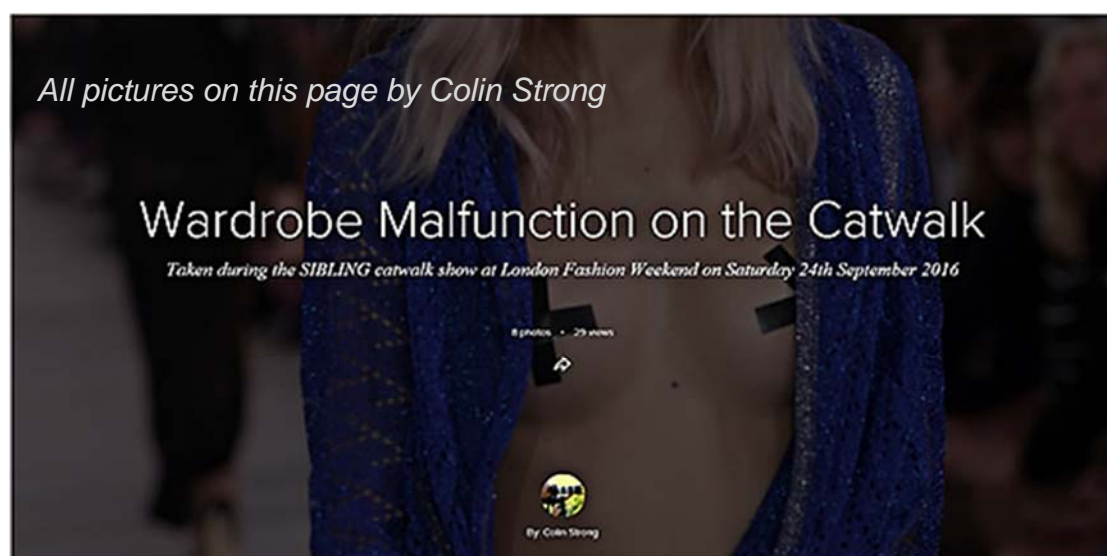 All pictures on this page by Colin Strong
Wardrobe Malfunction on the Catwalk
Taken during the SIBLING catwalk show at London Fashion Weekend on Saturday 24th September 2016
8 photos • 29 views
By: Colin Strong